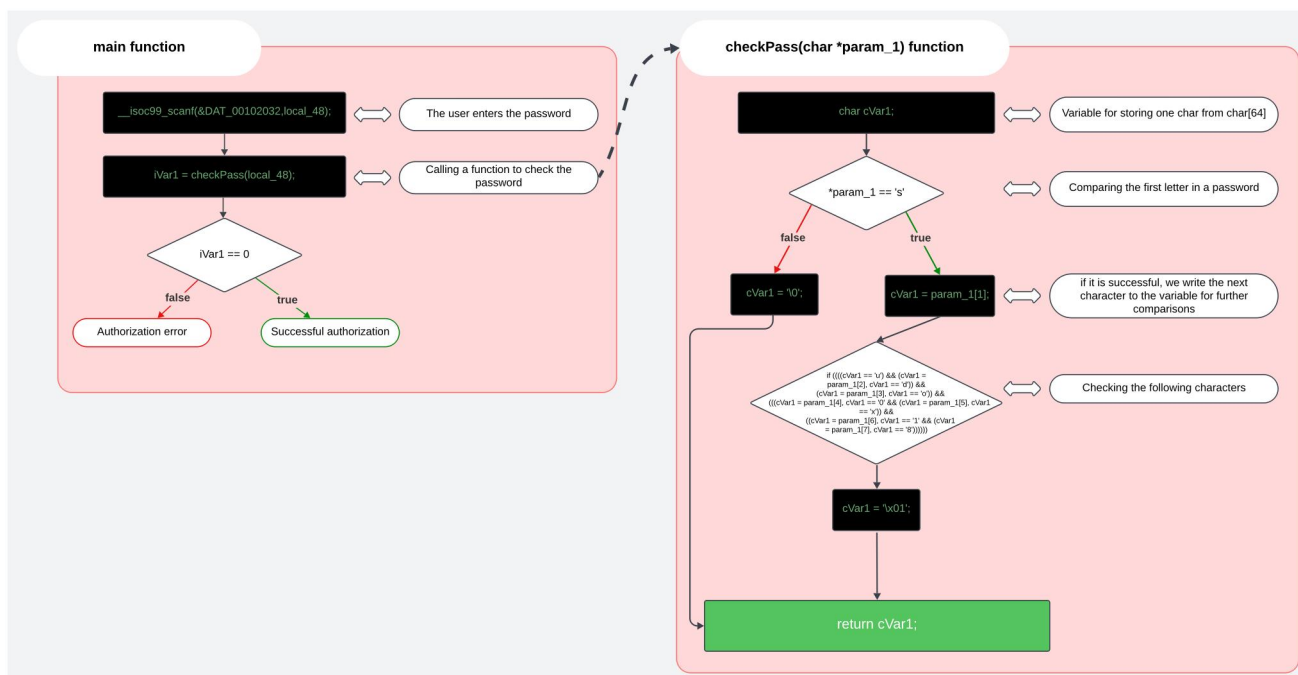 main function
__isoc99_scanf(&DAT_00102032,local_48);
The user enters the password
iVar1 = checkPass(local_48);
Calling a function to check the
password
iVar1 == 0
false
true
Authorization error
Successful authorization
checkPass(char *param_1) function
char cVar1;
Variable for storing one char from char[64]
*param_1 == 's'
Comparing the first letter in a password
false
true
cVar1 = '\0';
cVar1 = param_1[1];
if it is successful, we write the next
character to the variable for further
comparisons
if ((((cVar1 == 'u') && (cVar1 =
param_1[2], cVar1 == 'd')) &&
(cVar1 = param_1[3], cVar1 == 'o')) &&
(((cVar1 = param_1[4], cVar1 == '0' && (cVar1 = param_1[5], cVar1
== 'x')) &&
((cVar1 = param_1[6], cVar1 == '1' && (cVar1
= param_1[7], cVar1 == '8'))))))
Checking the following characters
cVar1 = '\x01';
return cVar1;